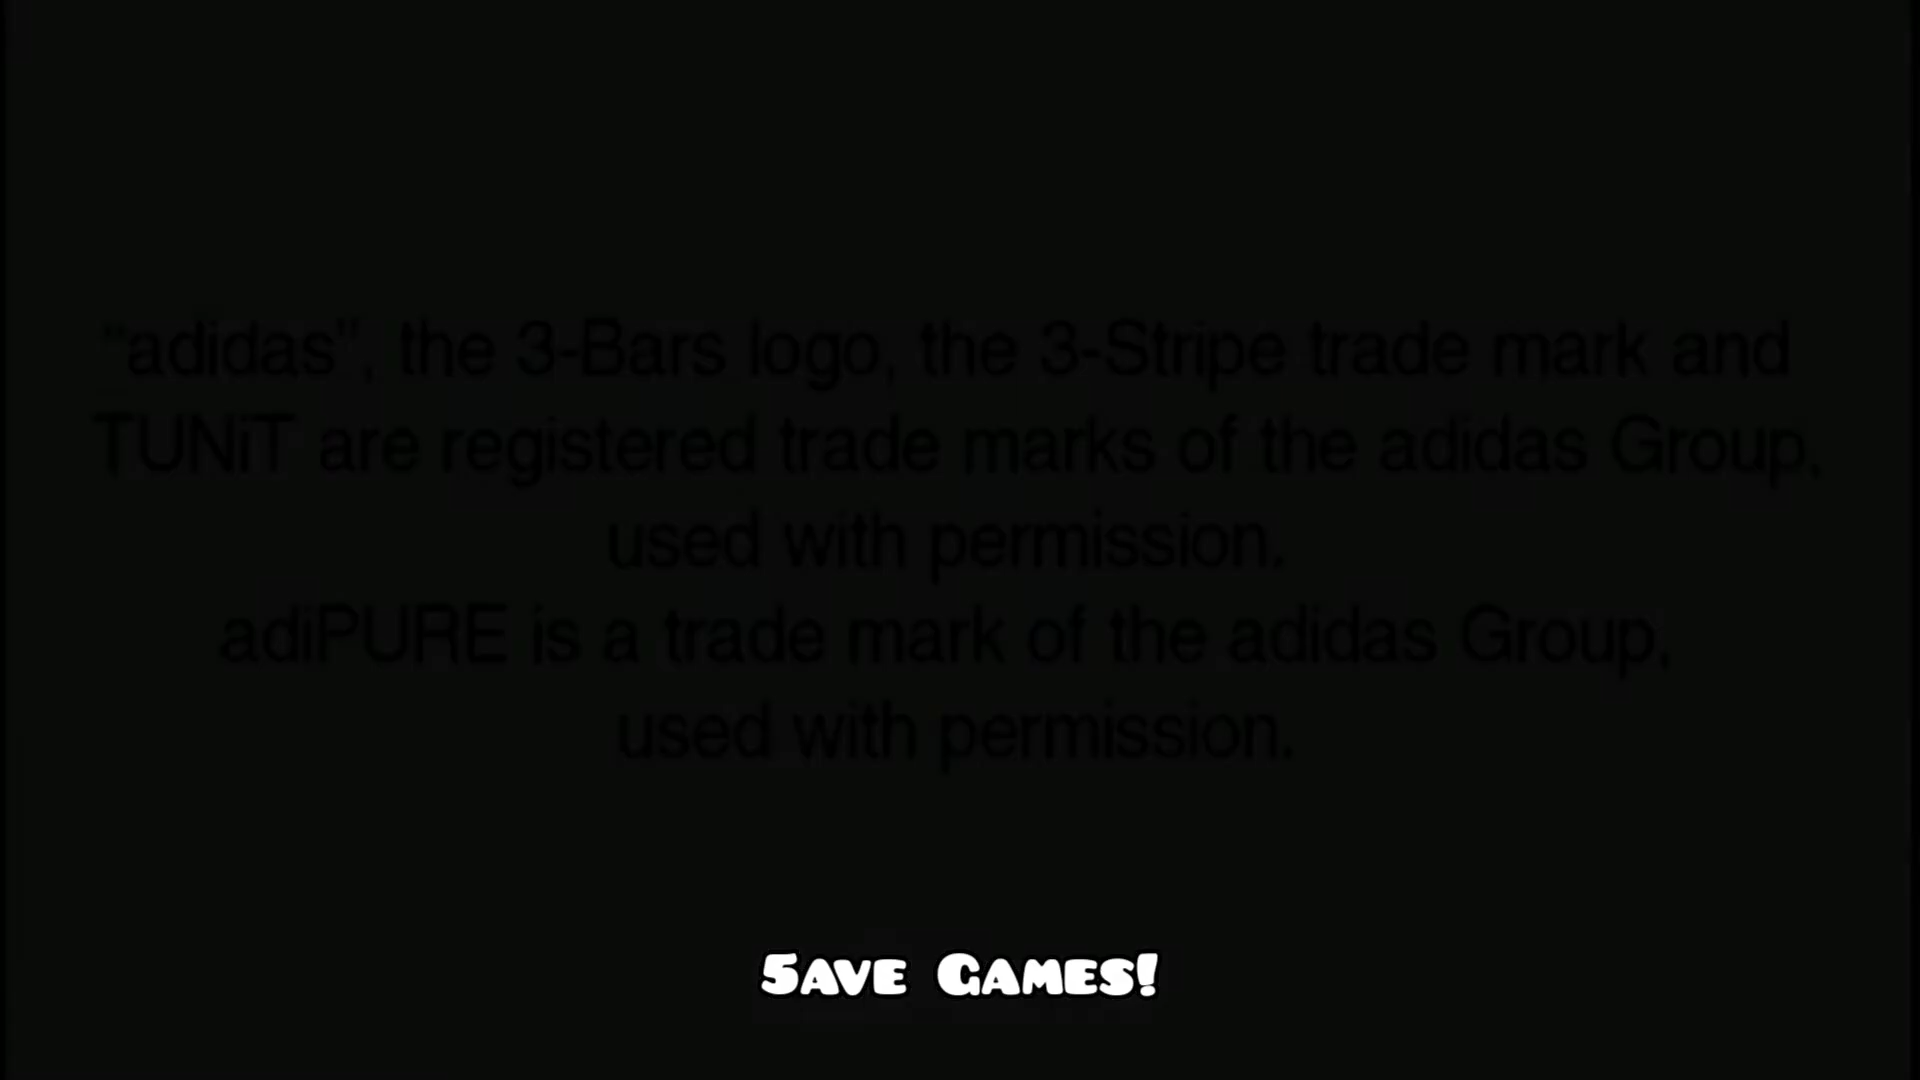 "adidas", the 3-Bars logo, the 3-Stripe trade mark and
TUNiT are registered trade marks of the adidas Group,
used with permission.
adiPURE is a trade mark of the adidas Group,
used with permission.
5ave Games!